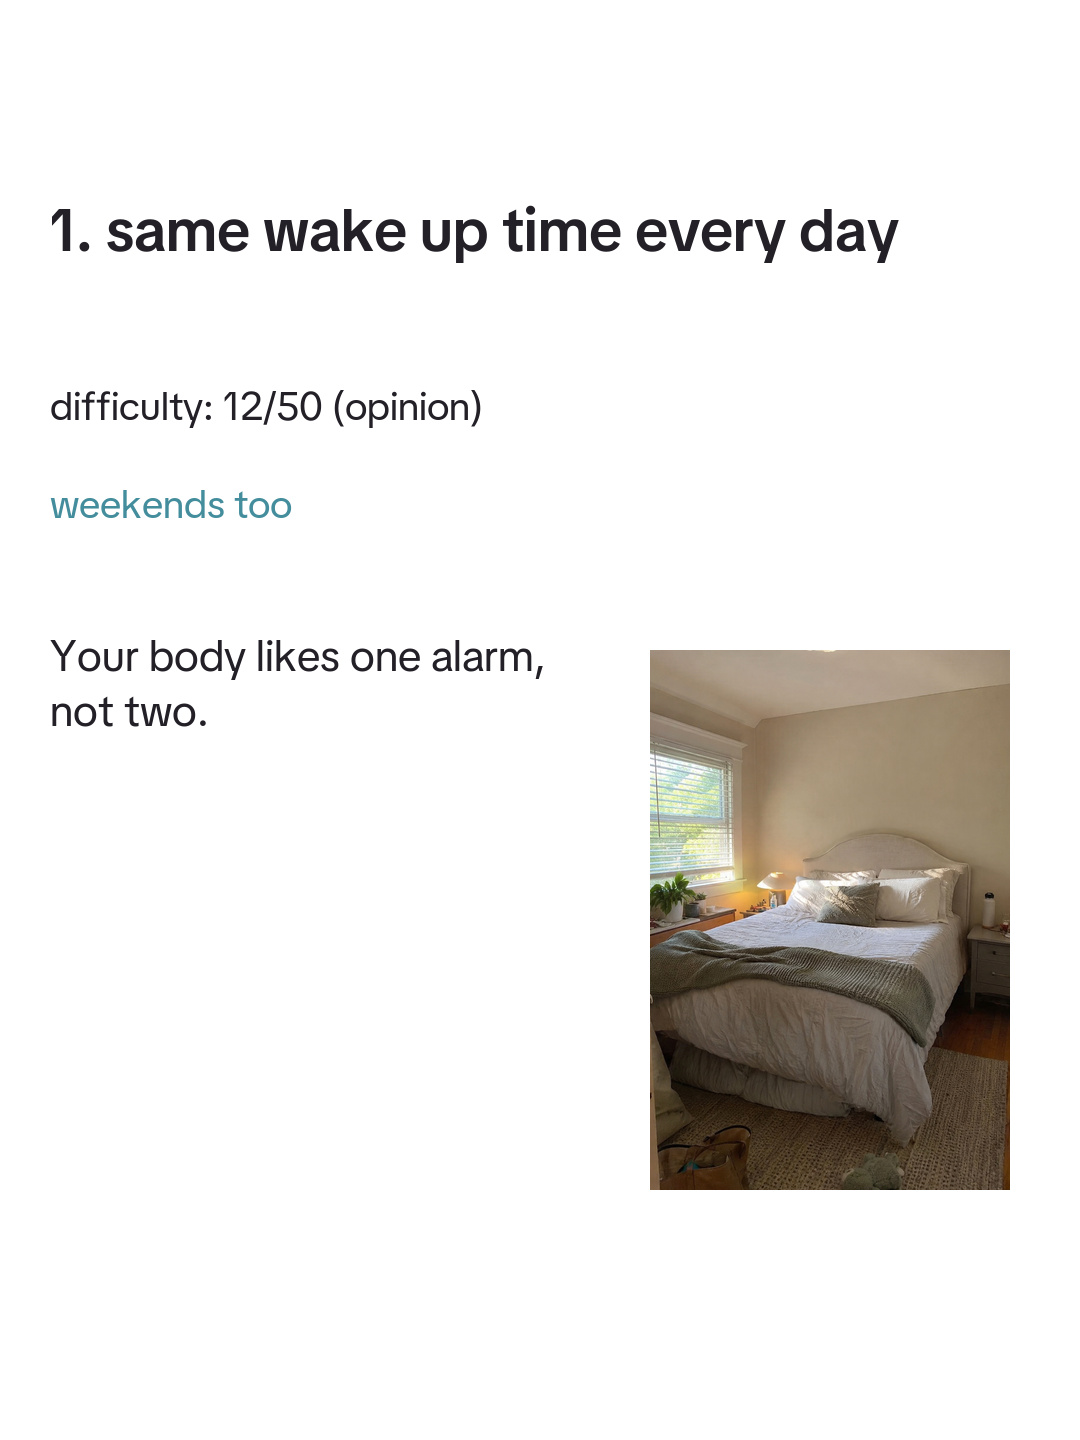 1. same wake up time every day
difficulty: 12/50 (opinion)
weekends too
Your body likes one alarm,
not two.